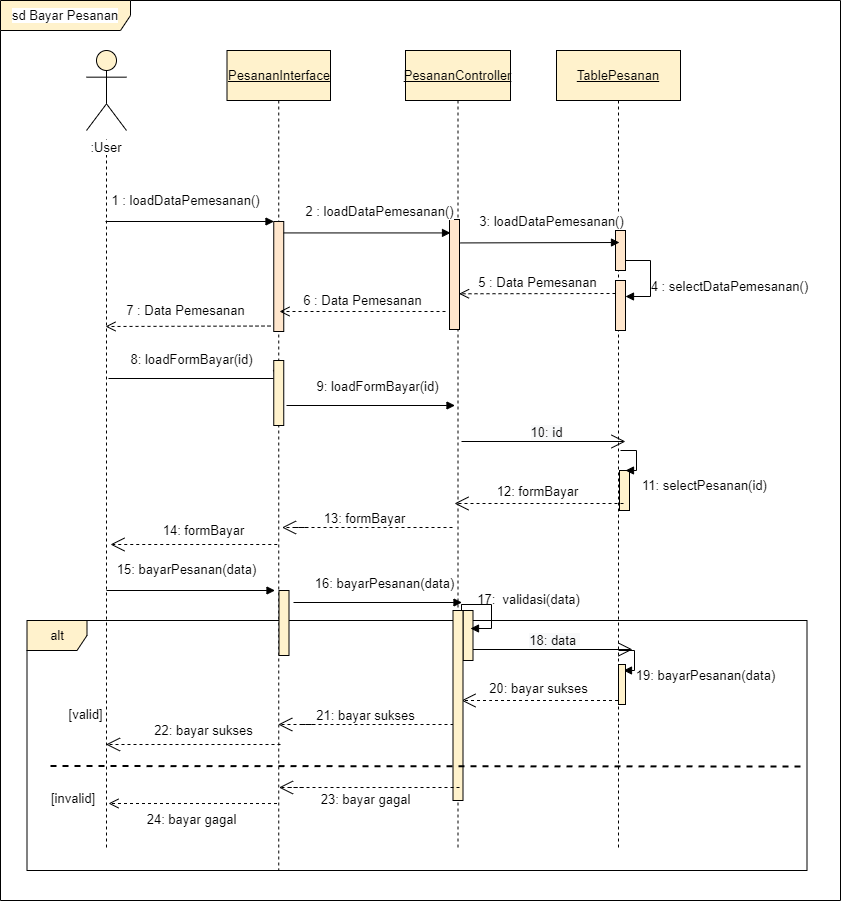 sd Bayar Pesanan
PesananInterface
PesananController
TablePesanan
:User
1 : loadDataPemesanan()
2 : loadDataPemesanan()
3: loadDataPemesanan()
4 : selectDataPemesanan()
5 : Data Pemesanan
6 : Data Pemesanan
7 : Data Pemesanan
8: loadFormBayar(id)
9: loadFormBayar(id)
10: id
11: selectPesanan(id)
12: formBayar
13: formBayar
14: formBayar
15: bayarPesanan(data)
16: bayarPesanan(data)
17: validasi(data)
alt
18: data
19: bayarPesanan(data)
20: bayar sukses
[valid]
21: bayar sukses
22: bayar sukses
[invalid]
23: bayar gagal
24: bayar gagal